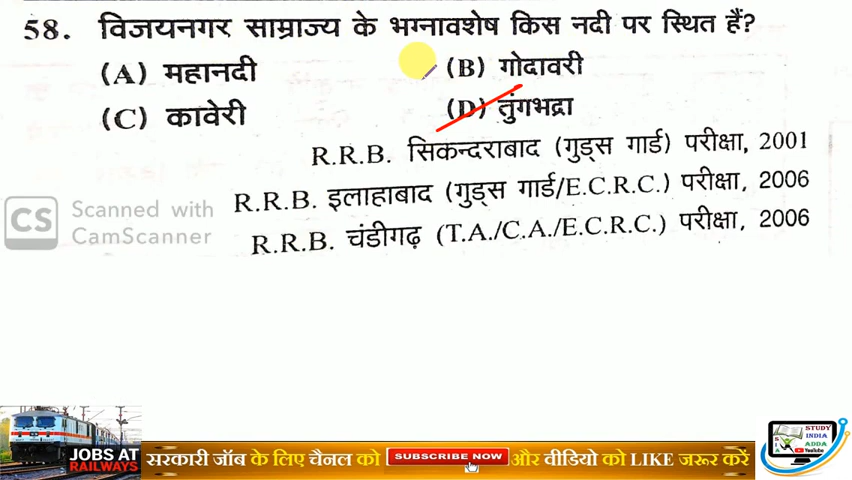 58. विजयनगर साम्राज्य के भग्नावशेष किस नदी पर स्थित हैं?
(A) महानदी (B) गोदावरी
(C) कावेरी (D) तुंगभद्रा
R.R.B. सिकन्दराबाद (गुड्स गार्ड) परीक्षा, 2001
R.R.B. इलाहाबाद (गुड्स गार्ड/E.C.R.C.) परीक्षा, 2006
R.R.B. चंडीगढ़ (T.A./C.A./E.C.R.C.) परीक्षा, 2006
CS Scanned with
CamScanner
JOBS AT
RAILWAYS
सरकारी जॉब के लिए चैनल को SUBSCRIBE NOW और वीडियो को LIKE जरूर करें
STUDY
INDIA
ADDA
YouTube